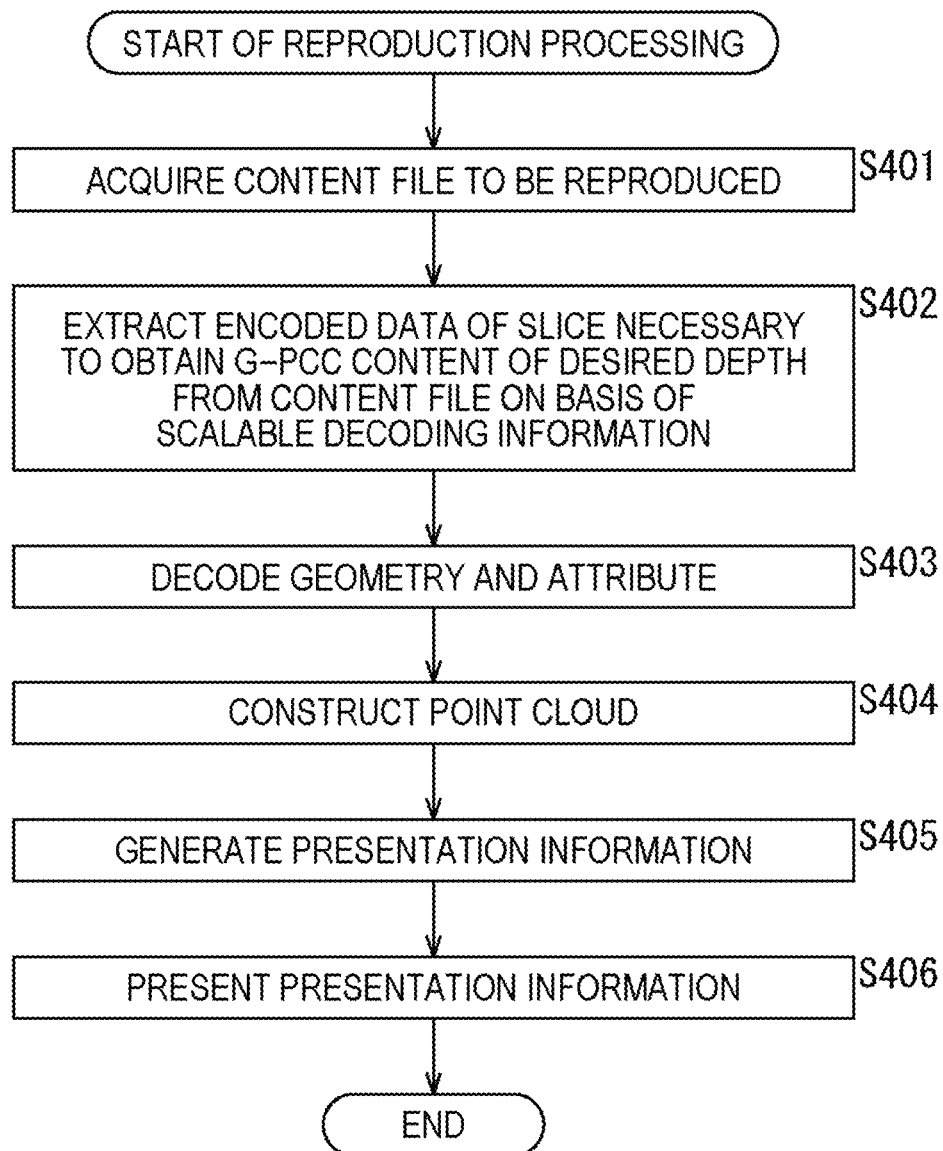 START OF REPRODUCTION PROCESSING
ACQUIRE CONTENT FILE TO BE REPRODUCED
S401
EXTRACT ENCODED DATA OF SLICE NECESSARY
TO OBTAIN G-PCC CONTENT OF DESIRED DEPTH
FROM CONTENT FILE ON BASIS OF
SCALABLE DECODING INFORMATION
S402
DECODE GEOMETRY AND ATTRIBUTE
S403
CONSTRUCT POINT CLOUD
S404
GENERATE PRESENTATION INFORMATION
S405
PRESENT PRESENTATION INFORMATION
S406
END